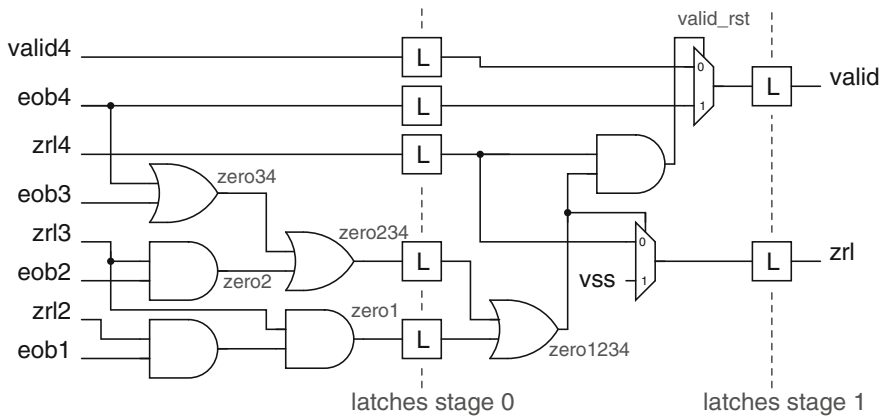 valid_rst
valid4
L
0
L
valid
eob4
L
1
zrl4
L
eob3
zero34
zrl3
zero234
0
L
L
zrl
eob2
zero2
vss
1
zrl2
zero1
L
eob1
zero1234
latches stage 0
latches stage 1